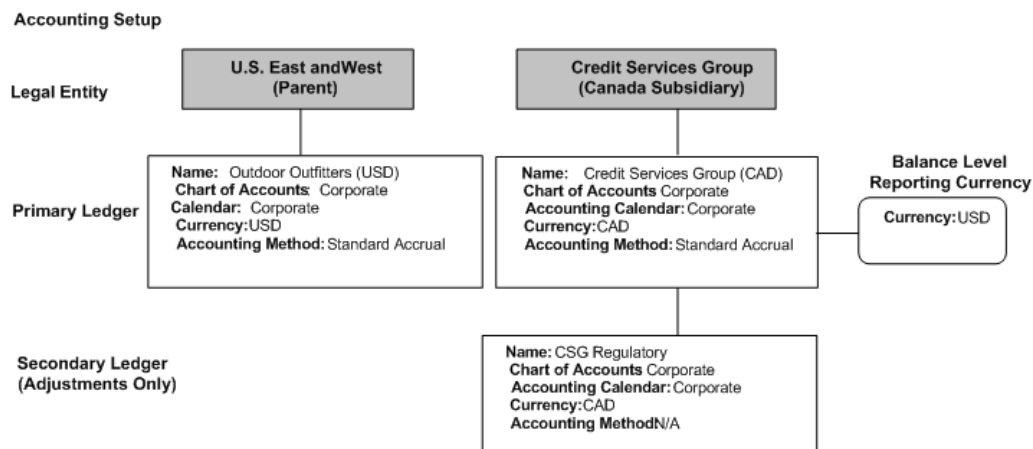 Accounting Setup
Legal Entity
U.S. East andWest
(Parent)
Credit Services Group
(Canada Subsidiary)
Primary Ledger
Name: Outdoor Outfitters (USD)
Chart of Accounts: Corporate
Calendar: Corporate
Currency:USD
Accounting Method: Standard Accrual
Name: Credit Services Group (CAD)
Chart of Accounts Corporate
Accounting Calendar: Corporate
Currency:CAD
Accounting Method: Standard Accrual
Balance Level
Reporting Currency
Currency:USD
Secondary Ledger
(Adjustments Only)
Name: CSG Regulatory
Chart of Accounts Corporate
Accounting Calendar: Corporate
Currency:CAD
Accounting MethodN/A